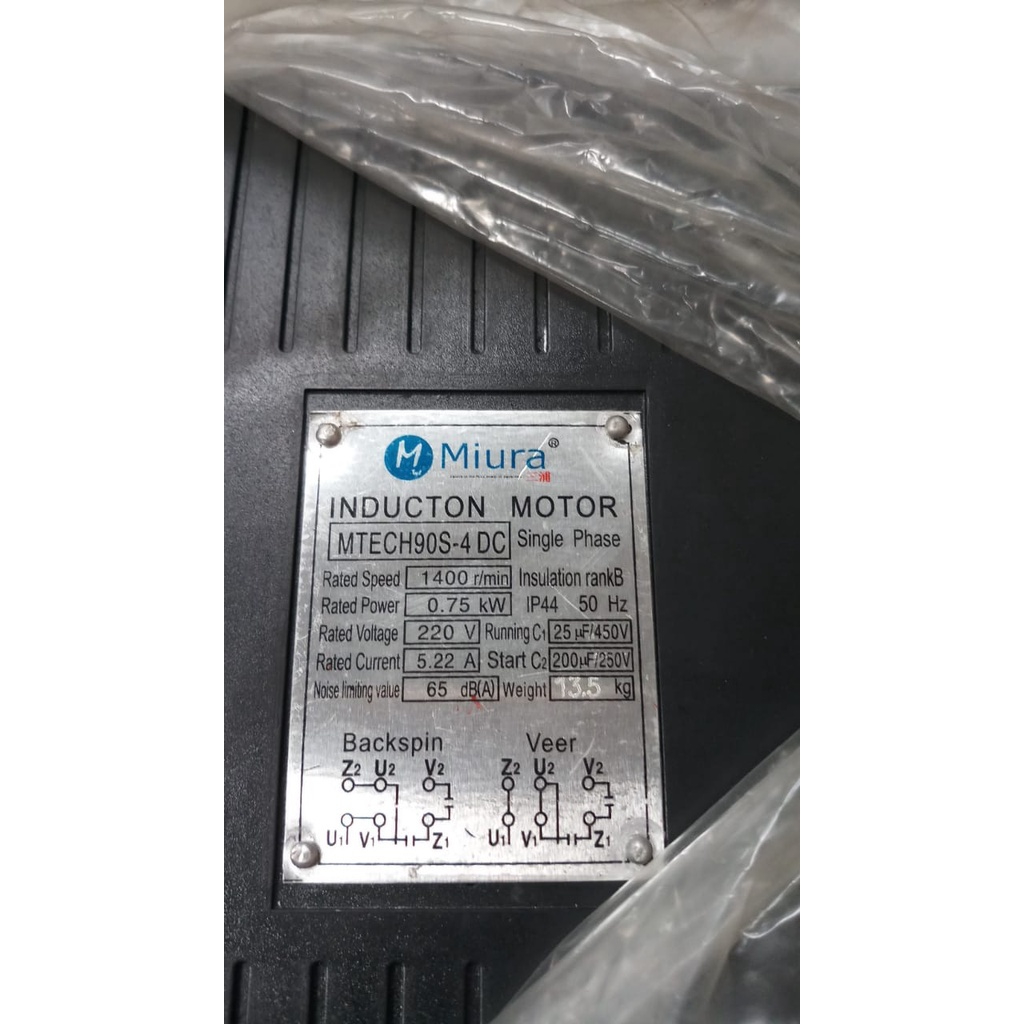 M Miura®
INDUCTON MOTOR
MTECH90S-4 DC Single Phase
Rated Speed 1400 r/min Insulation rankB
Rated Power 0.75 kW IP44 50 Hz
Rated Voltage 220 V Running C1 25 µF/450V
Rated Current 5.22 A Start C2 200µF/250V
Noise limiting value 65 dB(A) Weight 13.5 kg
Backspin Veer
Z2 U2 V2 Z2 U2 V2
U1 V1 Z1 U1 V1 Z1